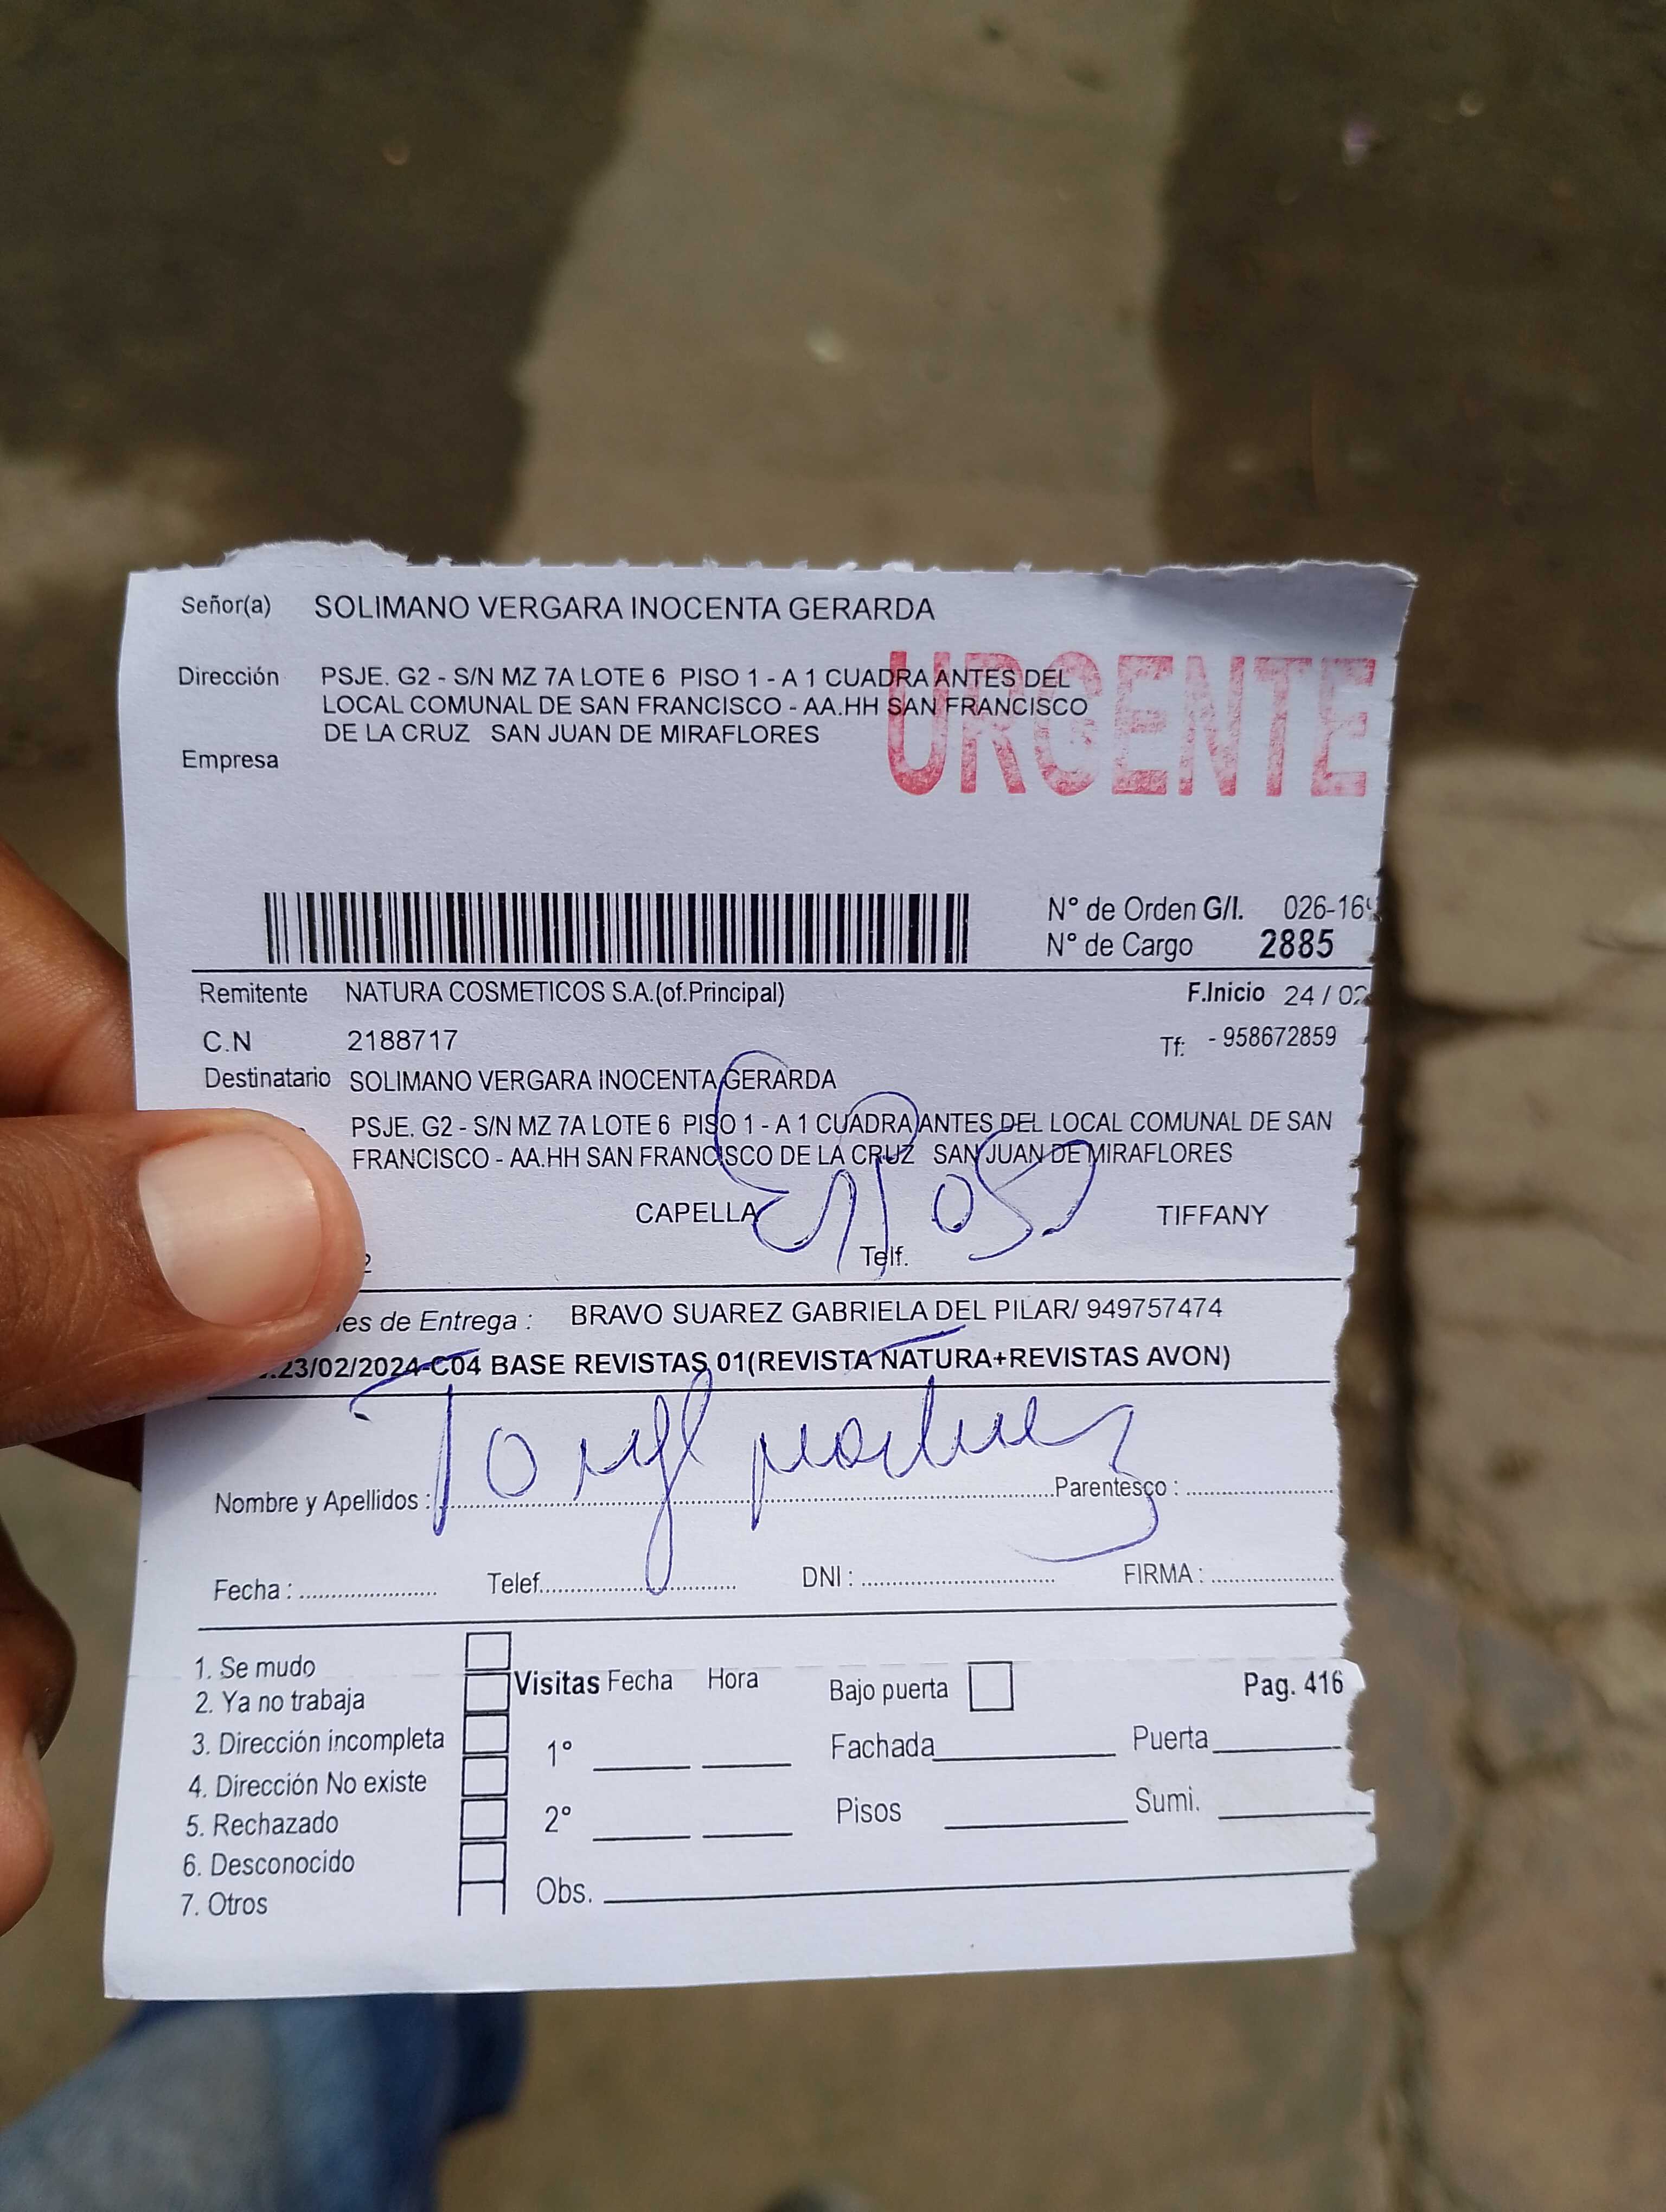 Señor(a) SOLIMANO VERGARA INOCENTA GERARDA
Dirección PSJE. G2 - S/N MZ 7A LOTE 6 PISO 1 - A 1 CUADRA ANTES DEL
LOCAL COMUNAL DE SAN FRANCISCO - AA.HH SAN FRANCISCO
DE LA CRUZ SAN JUAN DE MIRAFLORES
URGENTE
Empresa
N° de Orden G/I. 026-16
N° de Cargo 2885
Remitente NATURA COSMETICOS S.A.(of.Principal) F.Inicio 24 / 02
C.N 2188717 Tf: - 958672859
Destinatario SOLIMANO VERGARA INOCENTA GERARDA
PSJE. G2 - S/N MZ 7A LOTE 6 PISO 1 - A 1 CUADRA ANTES DEL LOCAL COMUNAL DE SAN
FRANCISCO - AA.HH SAN FRANCISCO DE LA CRUZ SAN JUAN DE MIRAFLORES
CAPELLA TIFFANY
Telf.
es de Entrega : BRAVO SUAREZ GABRIELA DEL PILAR/ 949757474
23/02/2024-C04 BASE REVISTAS 01(REVISTA NATURA+REVISTAS AVON)
Nombre y Apellidos : Parentesco :
Fecha : Telef. DNI : FIRMA :
1. Se mudo
2. Ya no trabaja
3. Dirección incompleta
4. Dirección No existe
5. Rechazado
6. Desconocido
7. Otros
Visitas Fecha Hora
1°
2°
Obs.
Bajo puerta Pag. 416
Fachada Puerta
Pisos Sumi.